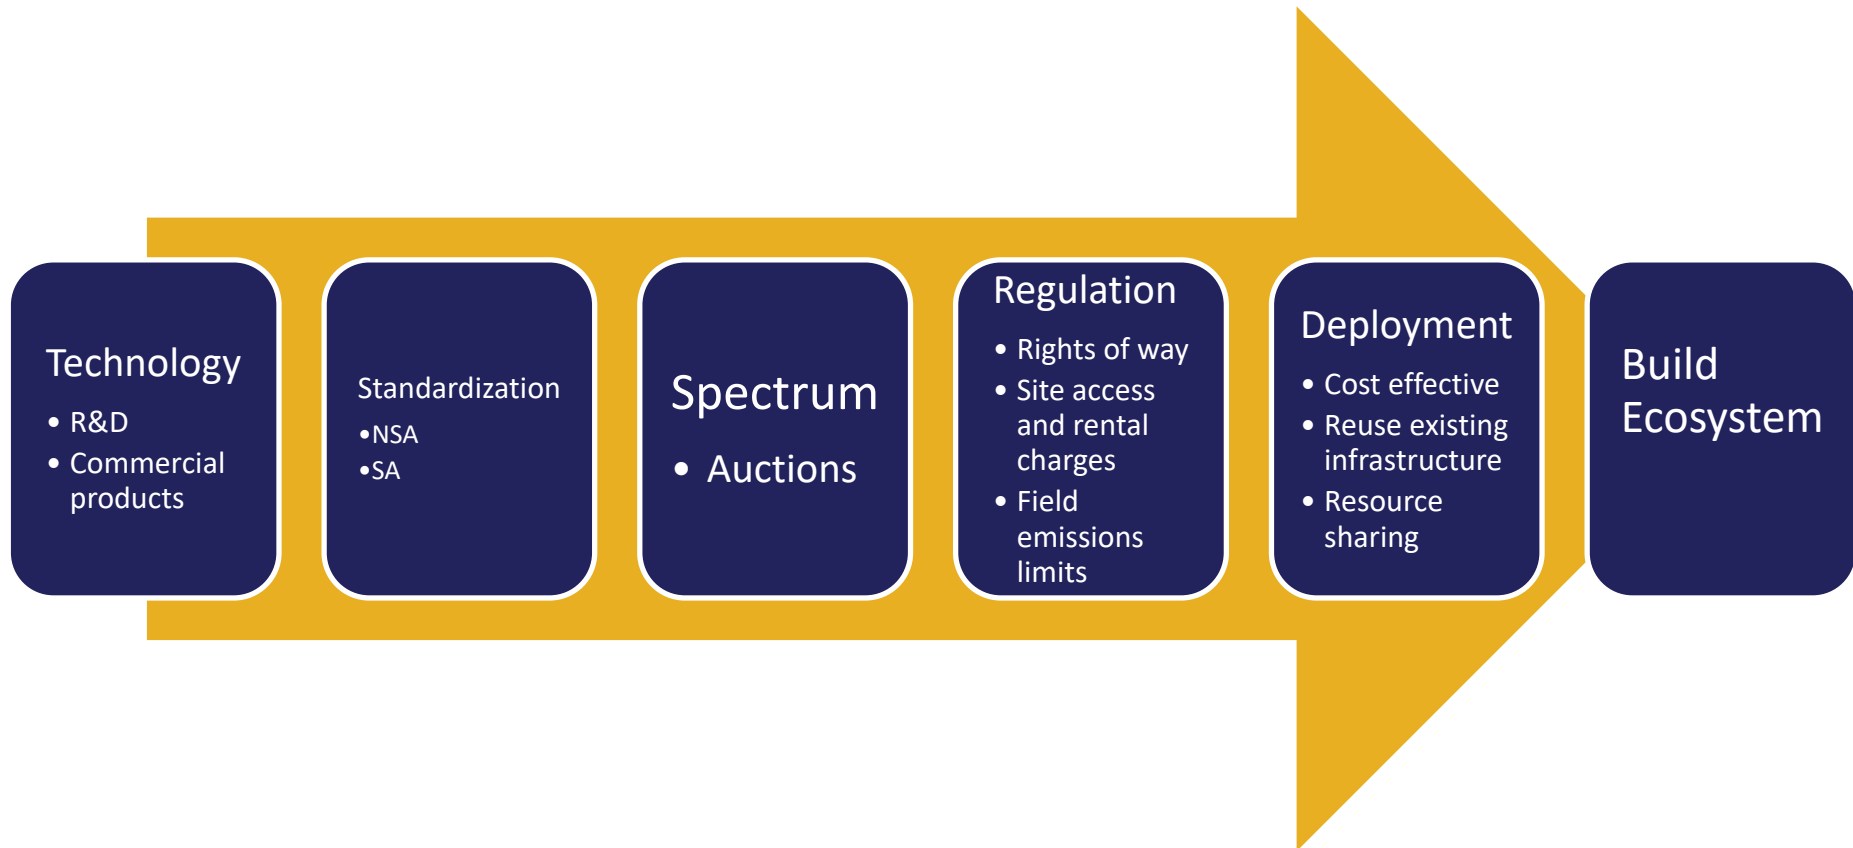 Technology
• R&D
• Commercial
products
Standardization
•NSA
•SA
Spectrum
• Auctions
Regulation
• Rights of way
• Site access
and rental
charges
• Field
emissions
limits
Deployment
• Cost effective
• Reuse existing
infrastructure
• Resource
sharing
Build
Ecosystem